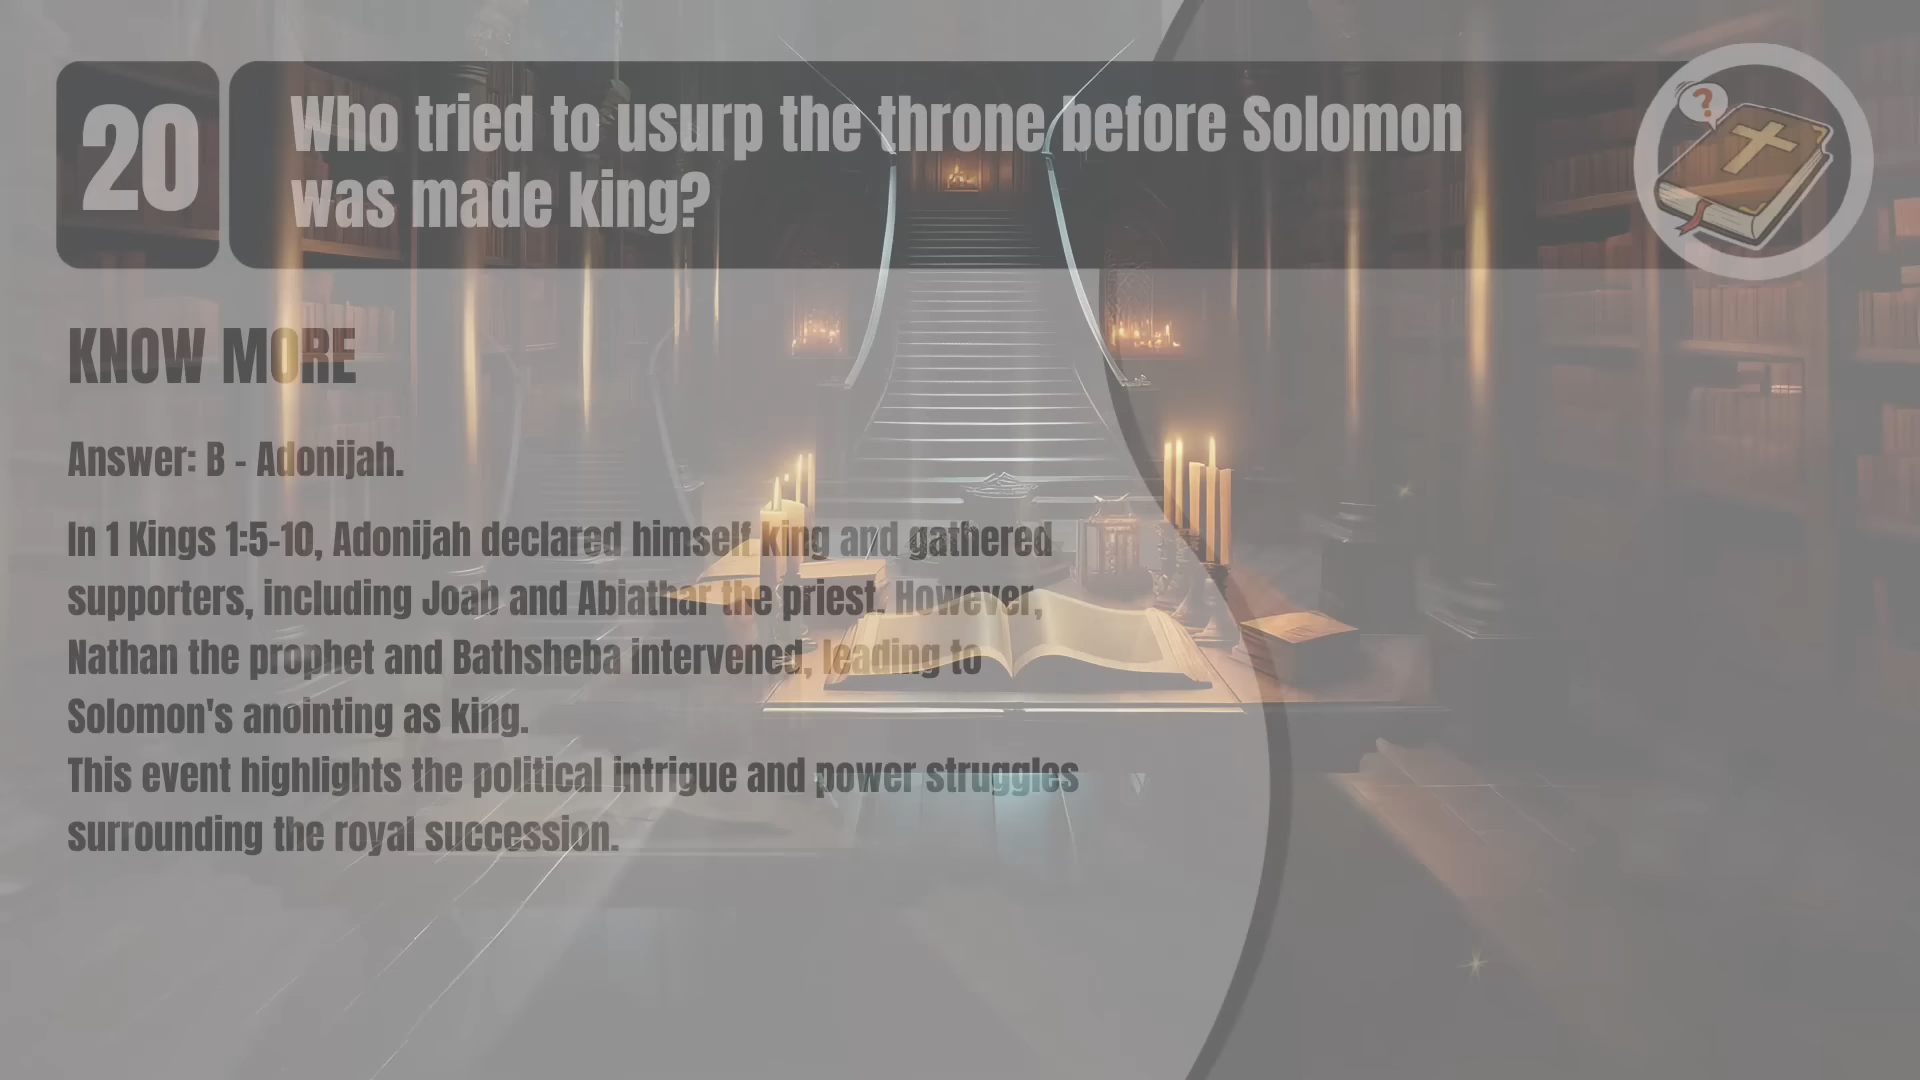 20
Who tried to usurp the throne before Solomon
was made king?
?
KNOW MORE
Answer: B - Adonijah.
In 1 Kings 1:5-10, Adonijah declared himself king and gathered
supporters, including Joab and Abiathar the priest. However,
Nathan the prophet and Bathsheba intervened, leading to
Solomon's anointing as king.
This event highlights the political intrigue and power struggles
surrounding the royal succession.